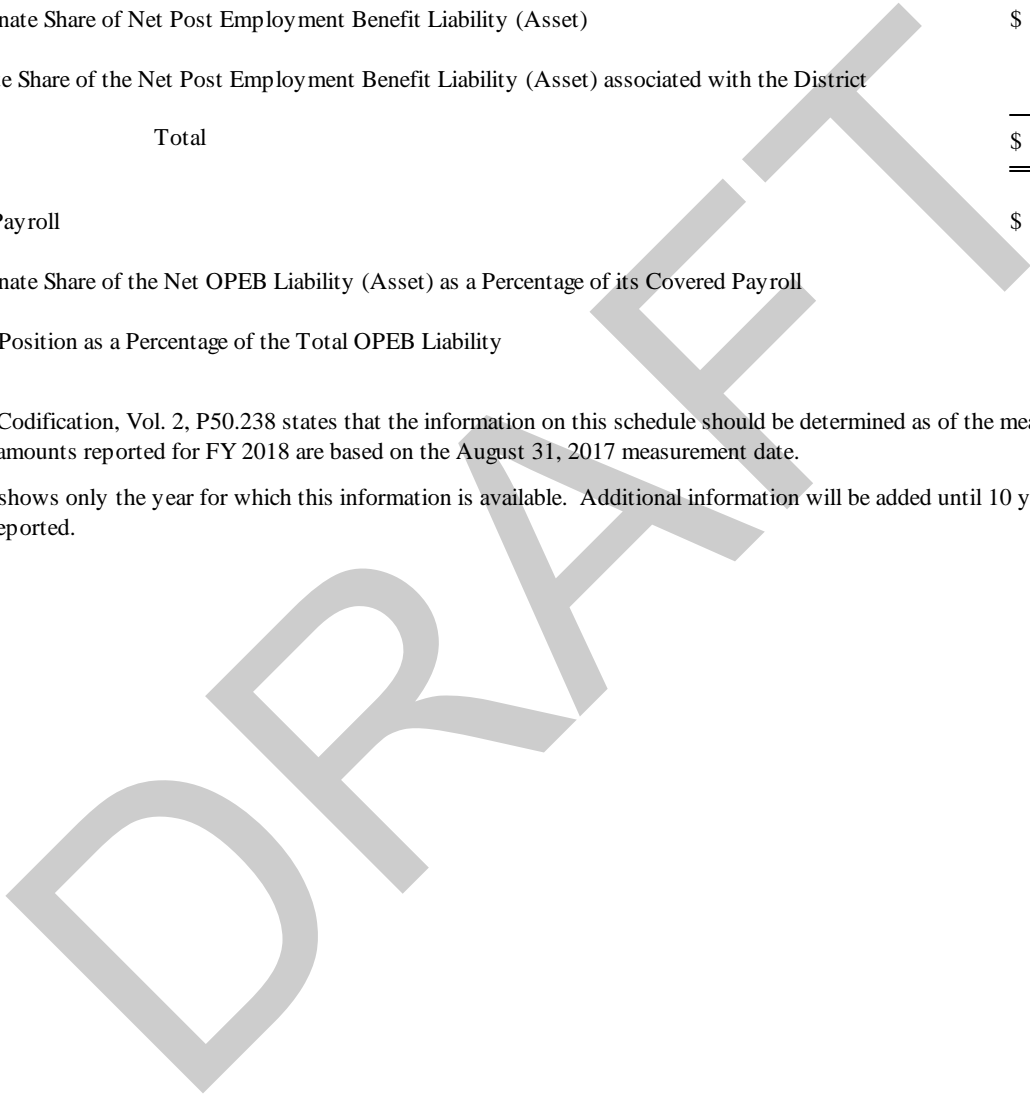 nate Share of Net Post Employment Benefit Liability (Asset) $
e Share of the Net Post Employment Benefit Liability (Asset) associated with the District
Total $
Payroll $
nate Share of the Net OPEB Liability (Asset) as a Percentage of its Covered Payroll
Position as a Percentage of the Total OPEB Liability
Codification, Vol. 2, P50.238 states that the information on this schedule should be determined as of the mea
amounts reported for FY 2018 are based on the August 31, 2017 measurement date.
shows only the year for which this information is available. Additional information will be added until 10 y
eported.
DRAFT